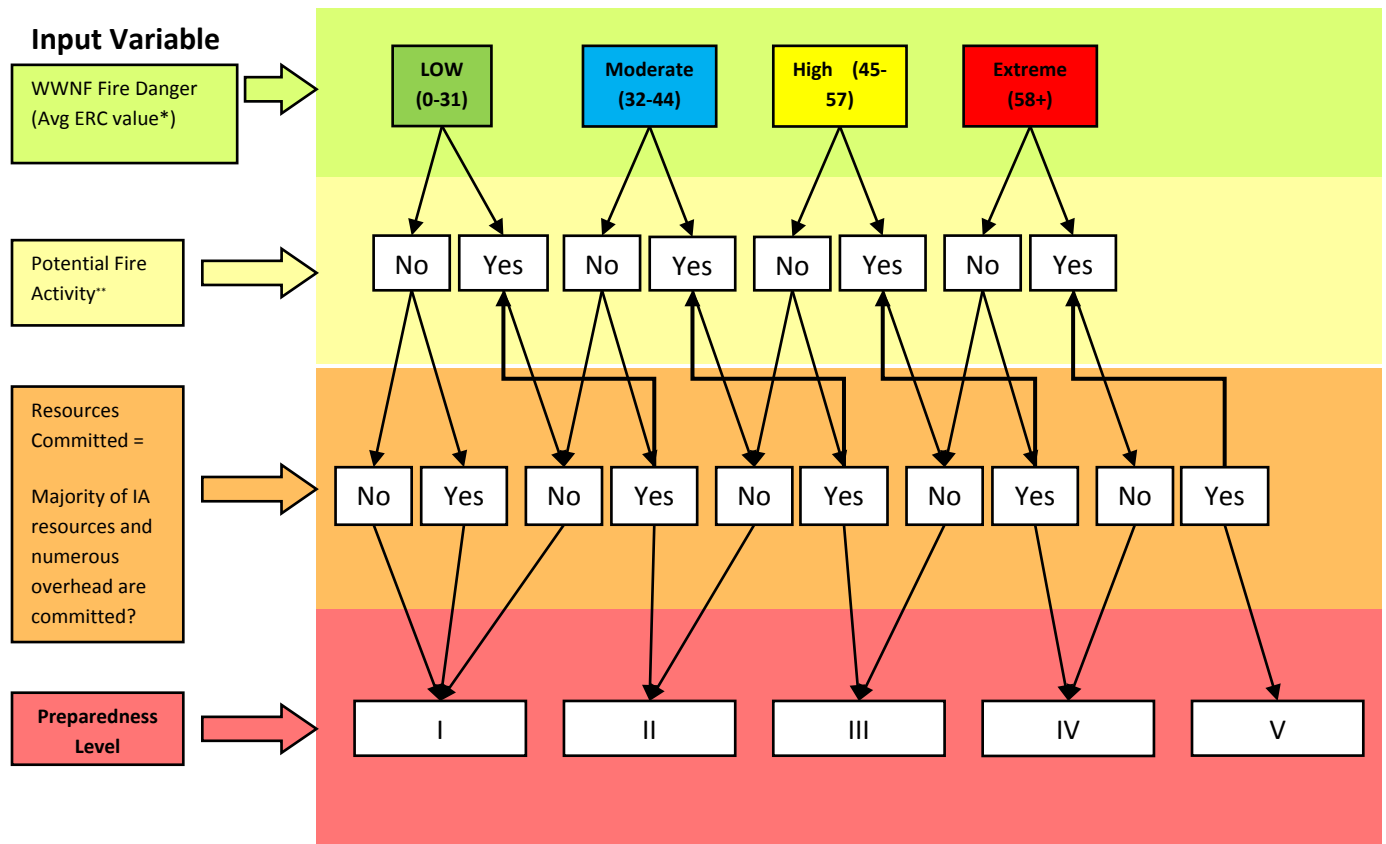 Input Variable
WWNF Fire Danger
(Avg ERC value*)
LOW
(0-31)
Moderate
(32-44)
High (45-
57)
Extreme
(58+)
Potential Fire
Activity**
No
Yes
No
Yes
No
Yes
No
Yes
Resources
Committed =
Majority of IA
resources and
numerous
overhead are
committed?
No
Yes
No
Yes
No
Yes
No
Yes
No
Yes
Preparedness
Level
I
II
III
IV
V